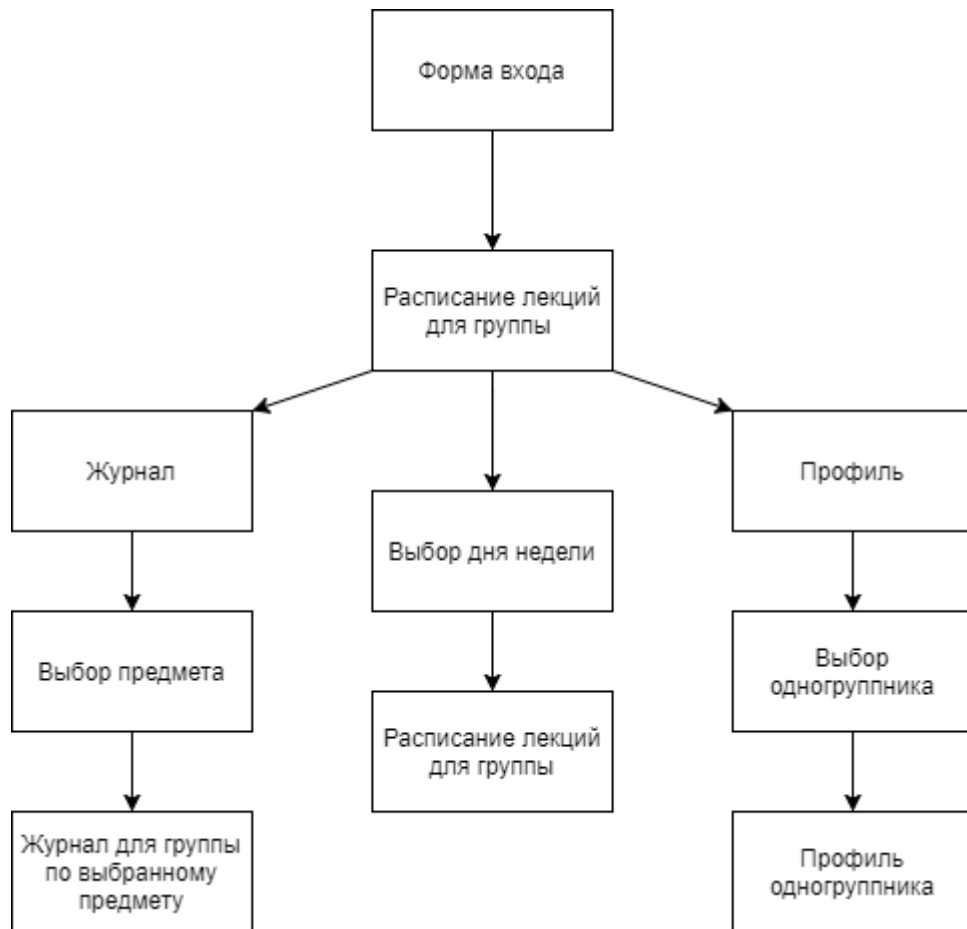 Форма входа
Расписание лекций
для группы
Журнал
Профиль
Выбор дня недели
Выбор предмета
Выбор
одногруппника
Расписание лекций
для группы
Журнал для группы
по выбранному
предмету
Профиль
одногруппника